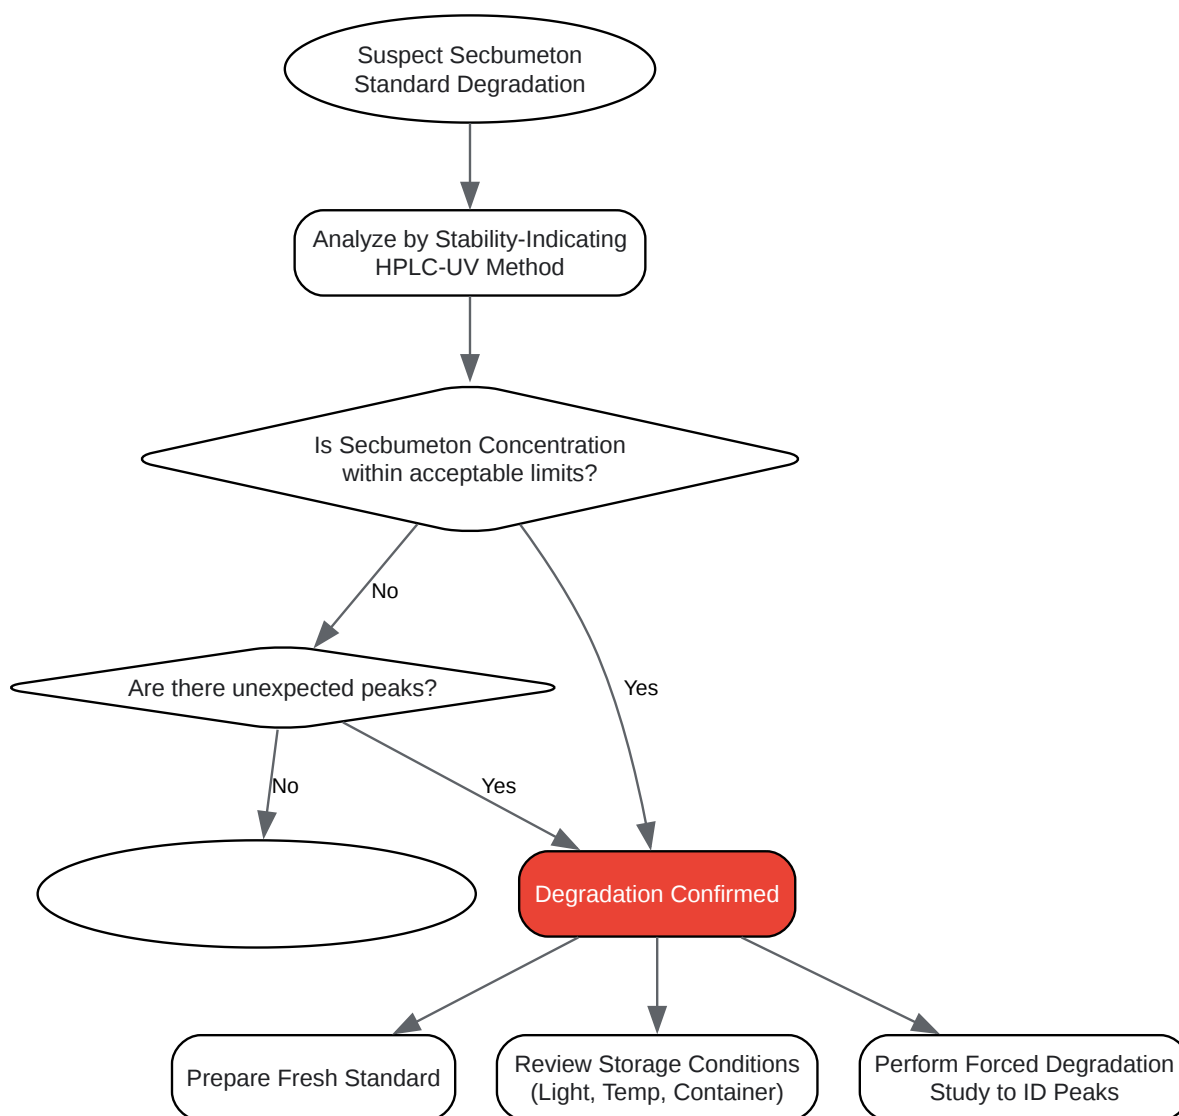 Suspect Secbumeton
Standard Degradation
Analyze by Stability-Indicating
HPLC-UV Method
Is Secbumeton Concentration
within acceptable limits?
No
Yes
Are there unexpected peaks?
No
Yes
Degradation Confirmed
Prepare Fresh Standard
Review Storage Conditions
(Light, Temp, Container)
Perform Forced Degradation
Study to ID Peaks